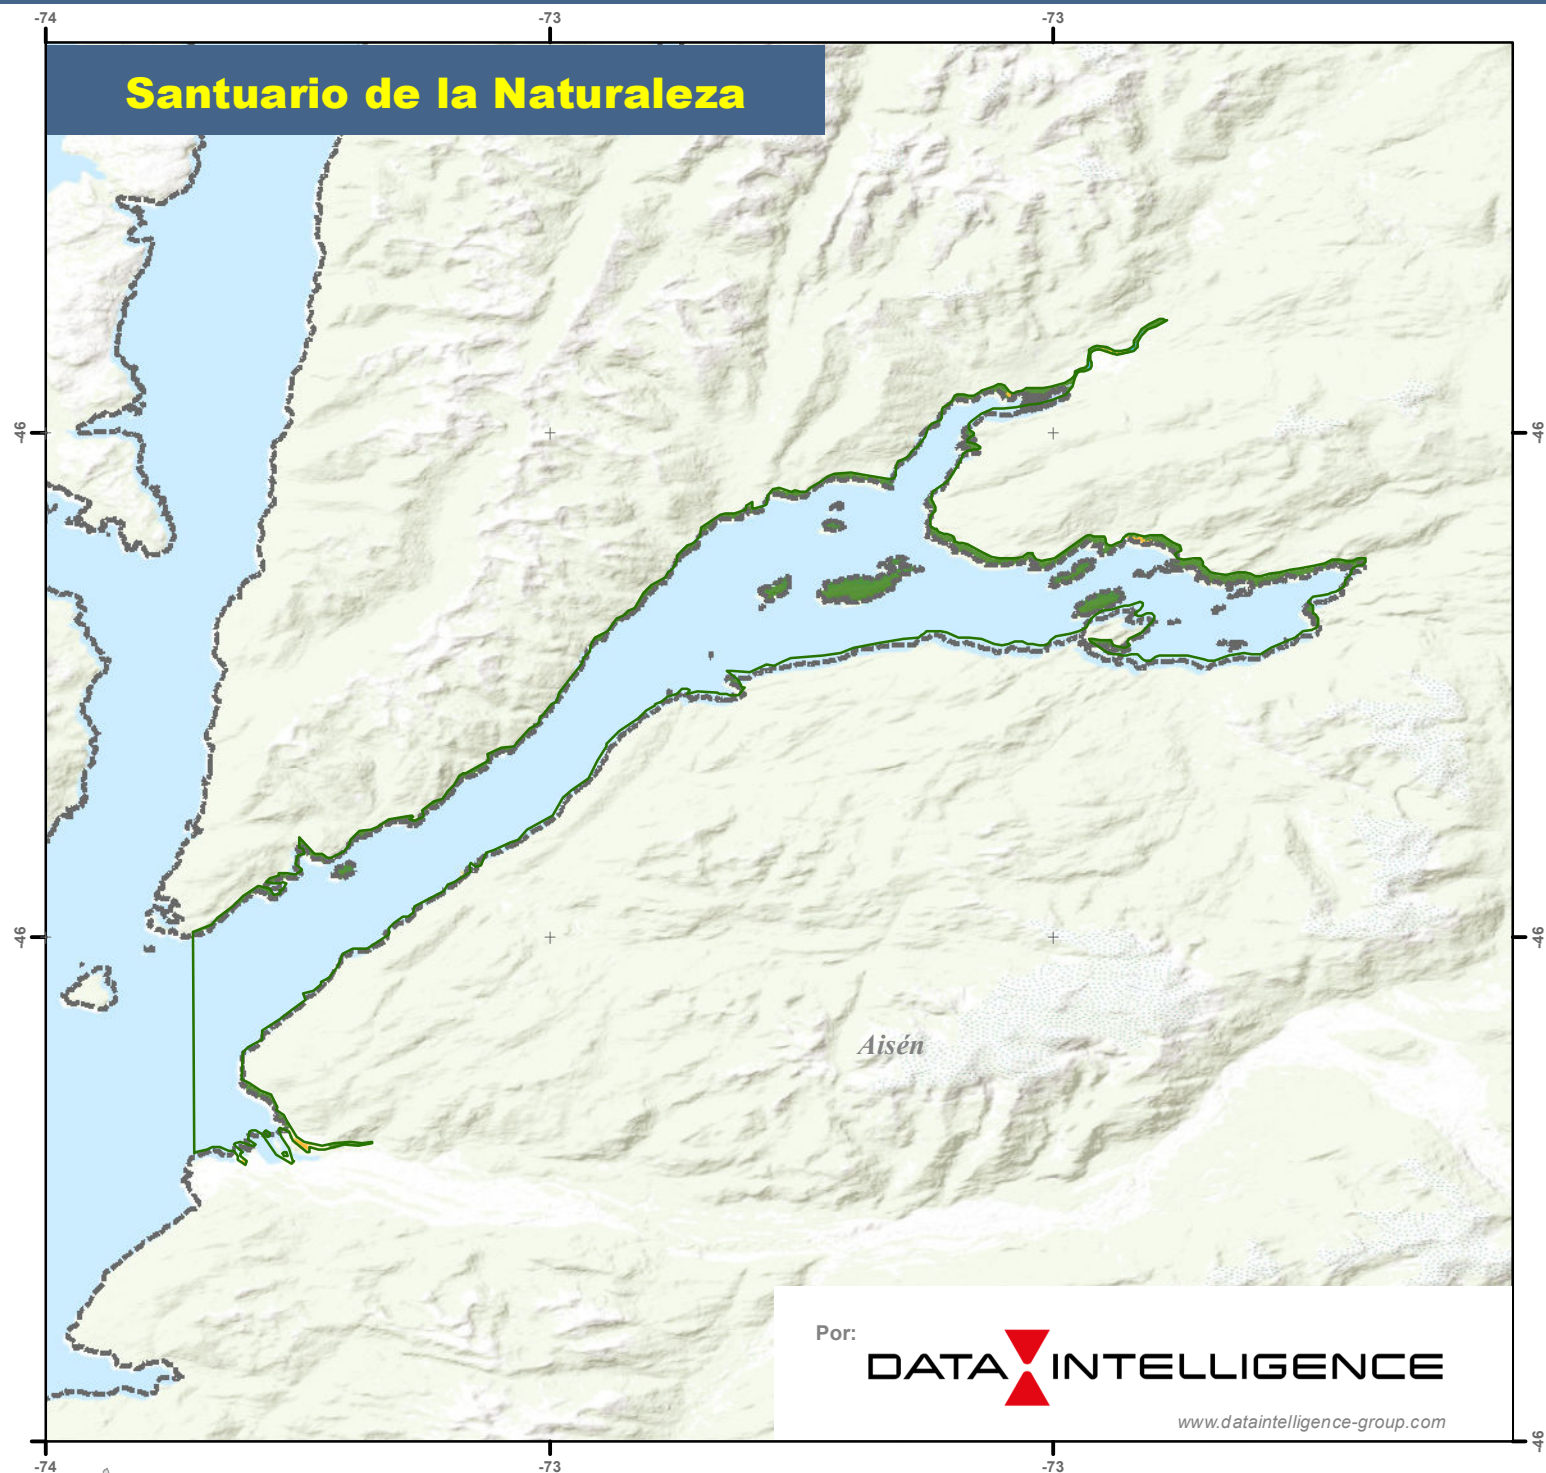 -74 -73 -73
Santuario de la Naturaleza
-46 -46
-46 -46
Aisén
Por:
DATA INTELLIGENCE
www.dataintelligence-group.com
-46
-74 -73 -73